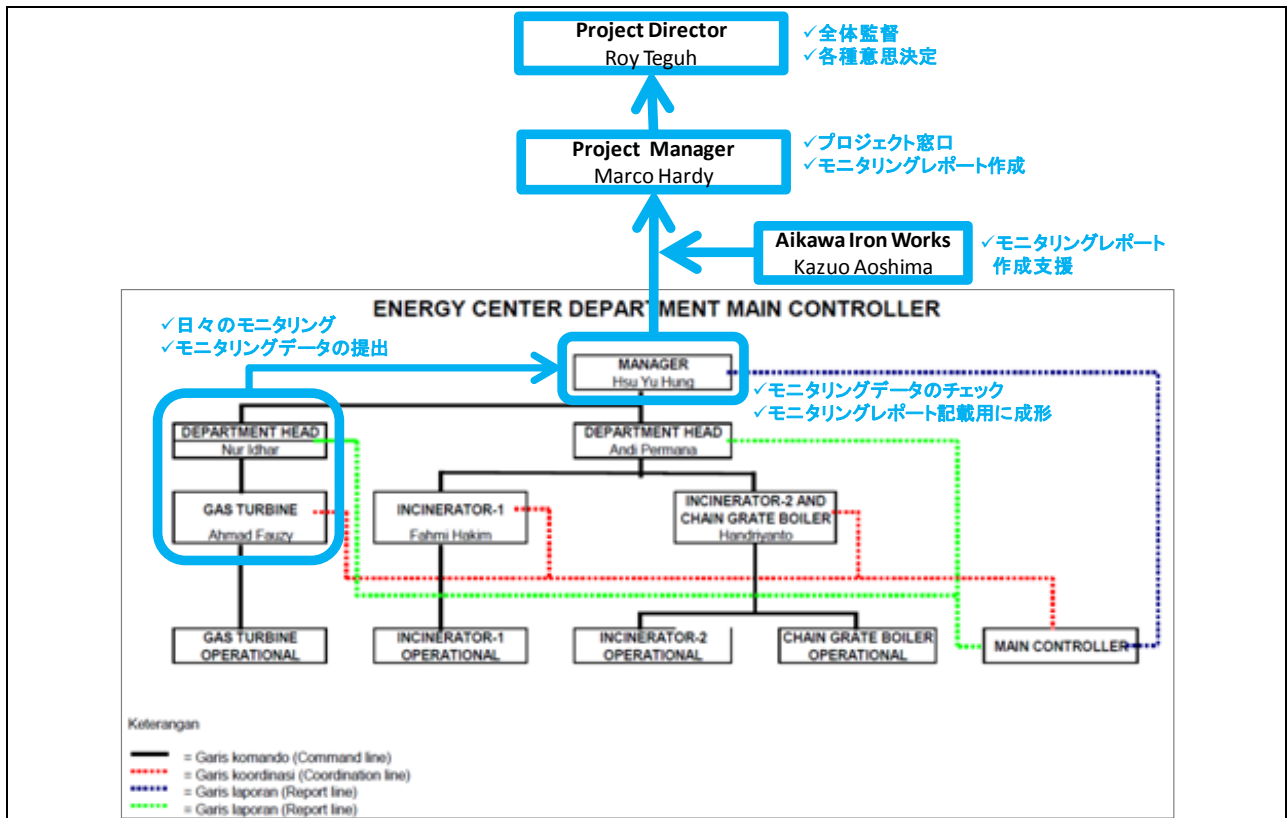 Project Director
Roy Teguh
✓全体監督
✓各種意思決定
Project Manager
Marco Hardy
✓プロジェクト窓口
✓モニタリングレポート作成
Aikawa Iron Works
Kazuo Aoshima
✓モニタリングレポート
作成支援
ENERGY CENTER DEPARTMENT MAIN CONTROLLER
✓日々のモニタリング
✓モニタリングデータの提出
MANAGER
Hsu Yu Hung
✓モニタリングデータのチェック
✓モニタリングレポート記載用に成形
DEPARTMENT HEAD
Nur Idhar
DEPARTMENT HEAD
Andi Permana
GAS TURBINE
Ahmad Fauzy
INCINERATOR-1
Fahmi Hakim
INCINERATOR-2 AND
CHAIN GRATE BOILER
Handriyanto
GAS TURBINE
OPERATIONAL
INCINERATOR-1
OPERATIONAL
INCINERATOR-2
OPERATIONAL
CHAIN GRATE BOILER
OPERATIONAL
MAIN CONTROLLER
Keterangan
= Garis komando (Command line)
= Garis koordinasi (Coordination line)
= Garis laporan (Report line)
= Garis laporan (Report line)